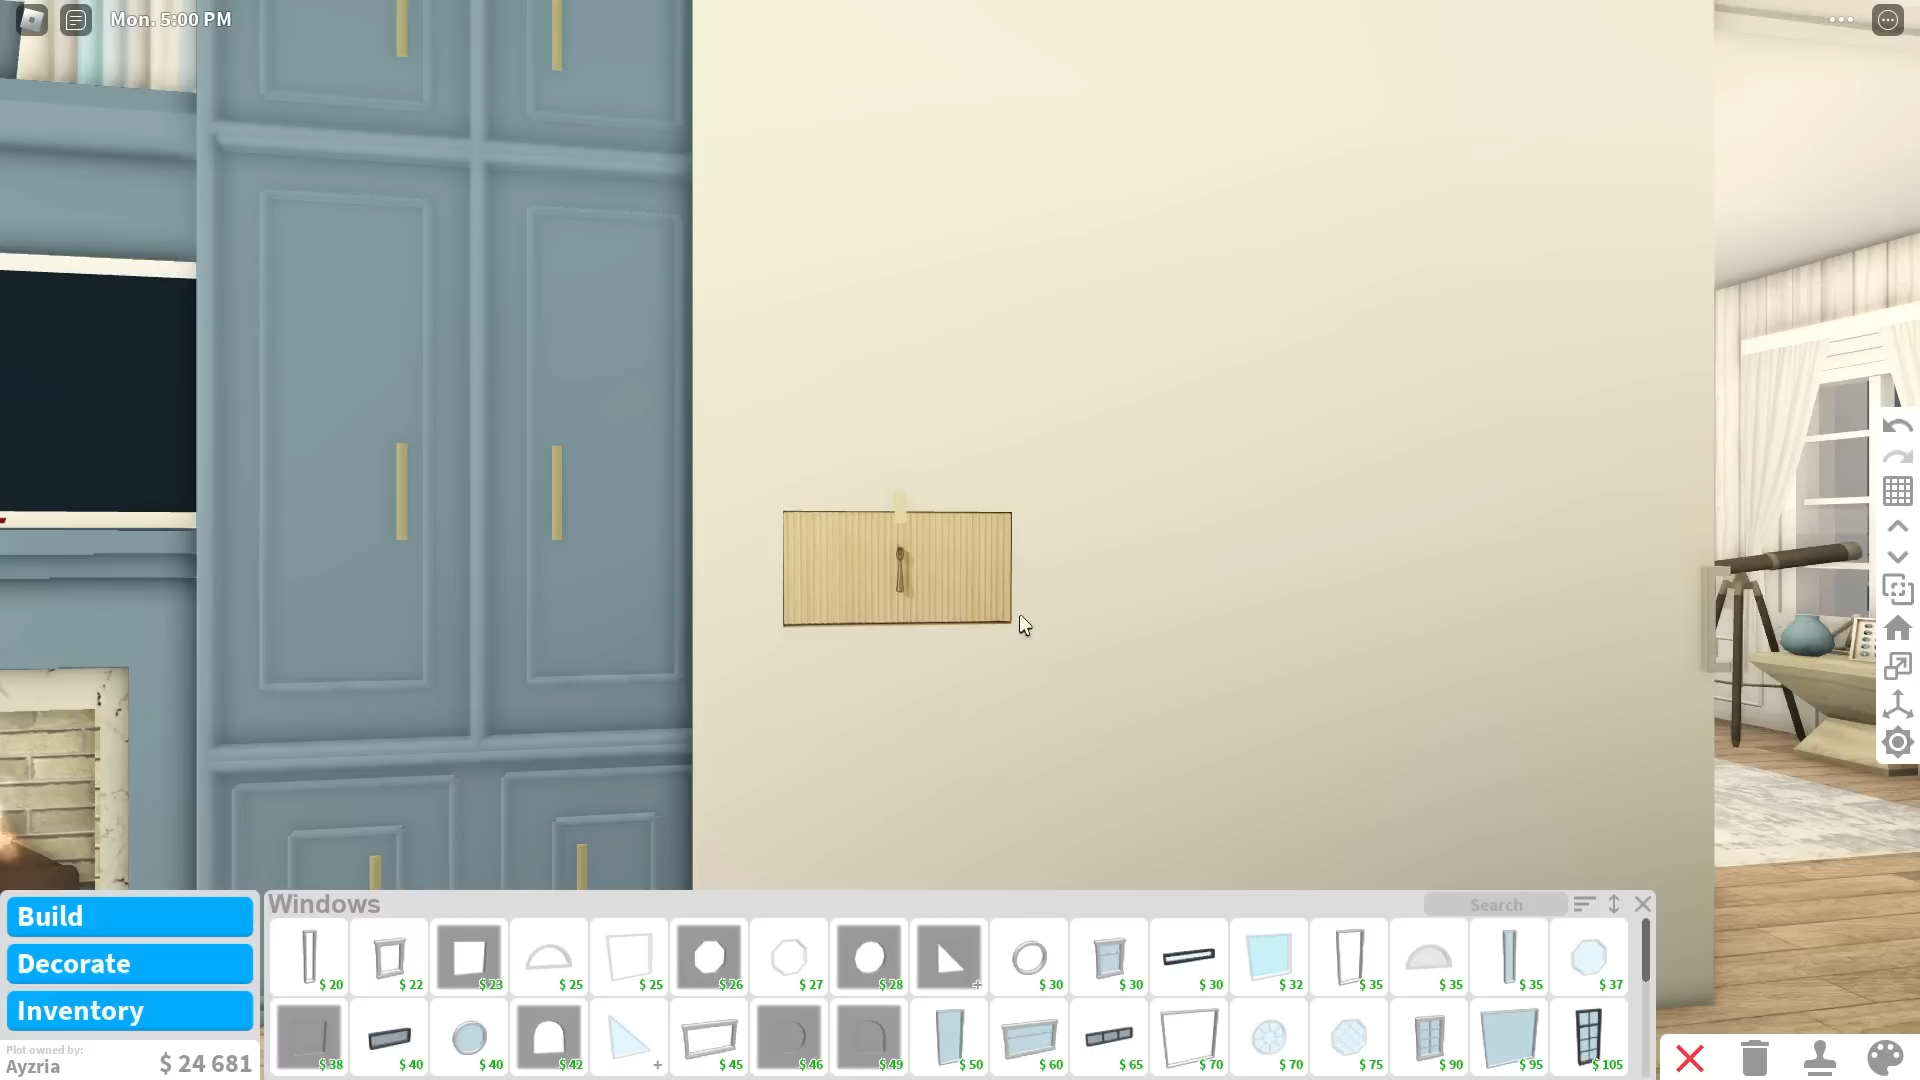 Mon. 5:00 PM
Build
Decorate
Inventory
Plot owned by:
Ayzria
$ 24 681
Windows
Search
$ 20 $ 22 $ 23 $ 25 $ 25 $ 26 $ 27 $ 28 + $ 30 $ 30 $ 30 $ 32 $ 35 $ 35 $ 35 $ 37
$ 38 $ 40 $ 40 $ 42 + $ 45 $ 46 $ 49 $ 50 $ 60 $ 65 $ 70 $ 70 $ 75 $ 90 $ 95 $ 105